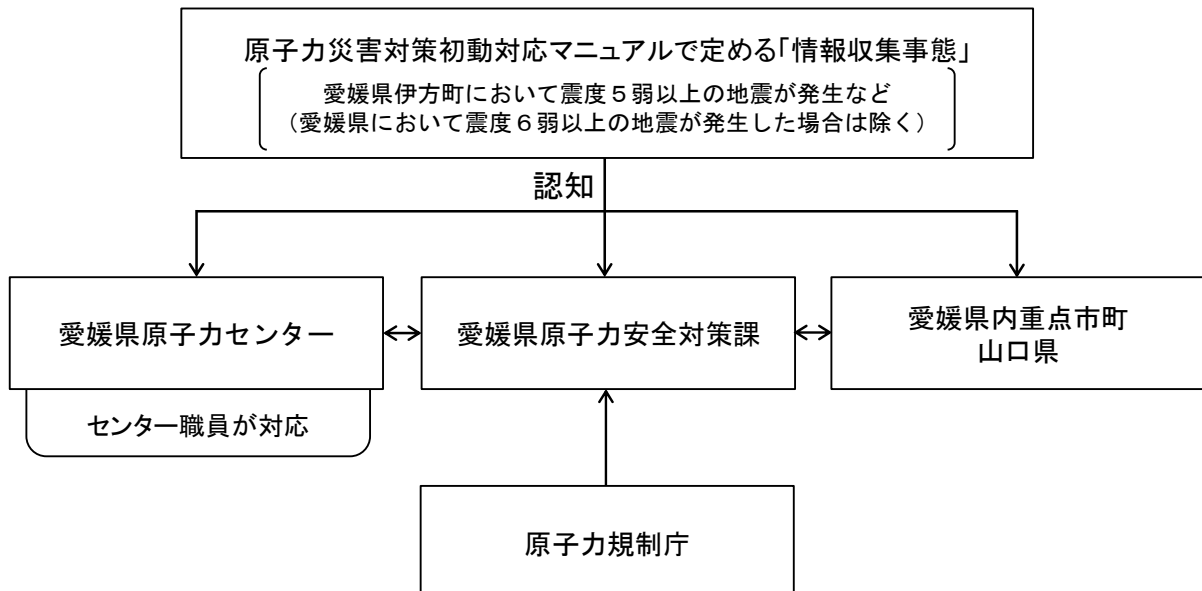 原子力災害対策初動対応マニュアルで定める「情報収集事態」
愛媛県伊方町において震度５弱以上の地震が発生など
（愛媛県において震度６弱以上の地震が発生した場合は除く）
認知
愛媛県原子力センター
愛媛県原子力安全対策課
愛媛県内重点市町
山口県
センター職員が対応
原子力規制庁